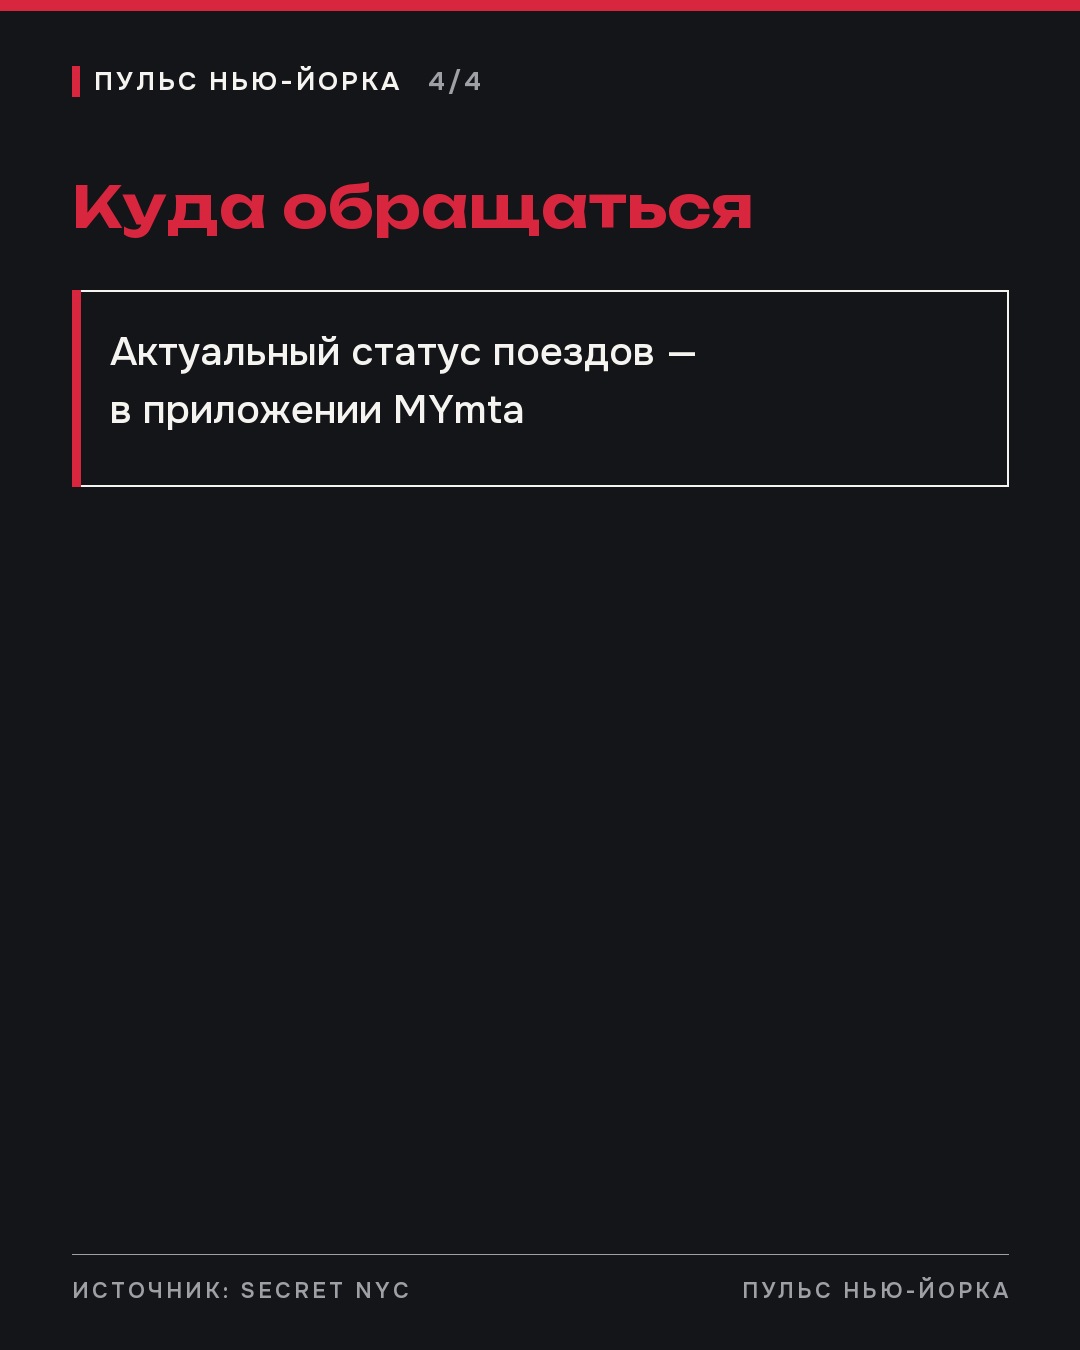 ПУЛЬС НЬЮ-ЙОРКА 4/4
Куда обращаться
Актуальный статус поездов —
в приложении MYmta
ИСТОЧНИК: SECRET NYC
ПУЛЬС НЬЮ-ЙОРКА